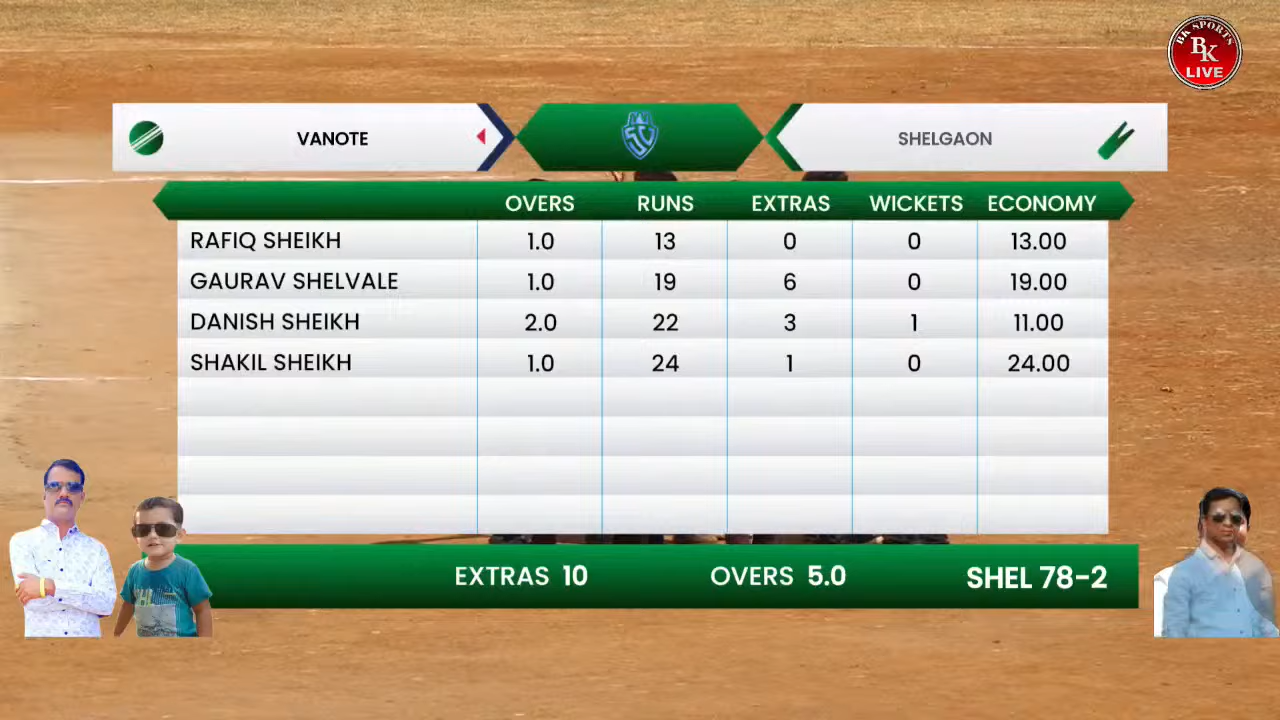 BK SPORTS
BK
LIVE
VANOTE
SHELGAON
OVERS RUNS EXTRAS WICKETS ECONOMY
RAFIQ SHEIKH 1.0 13 0 0 13.00
GAURAV SHELVALE 1.0 19 6 0 19.00
DANISH SHEIKH 2.0 22 3 1 11.00
SHAKIL SHEIKH 1.0 24 1 0 24.00
EXTRAS 10 OVERS 5.0 SHEL 78-2